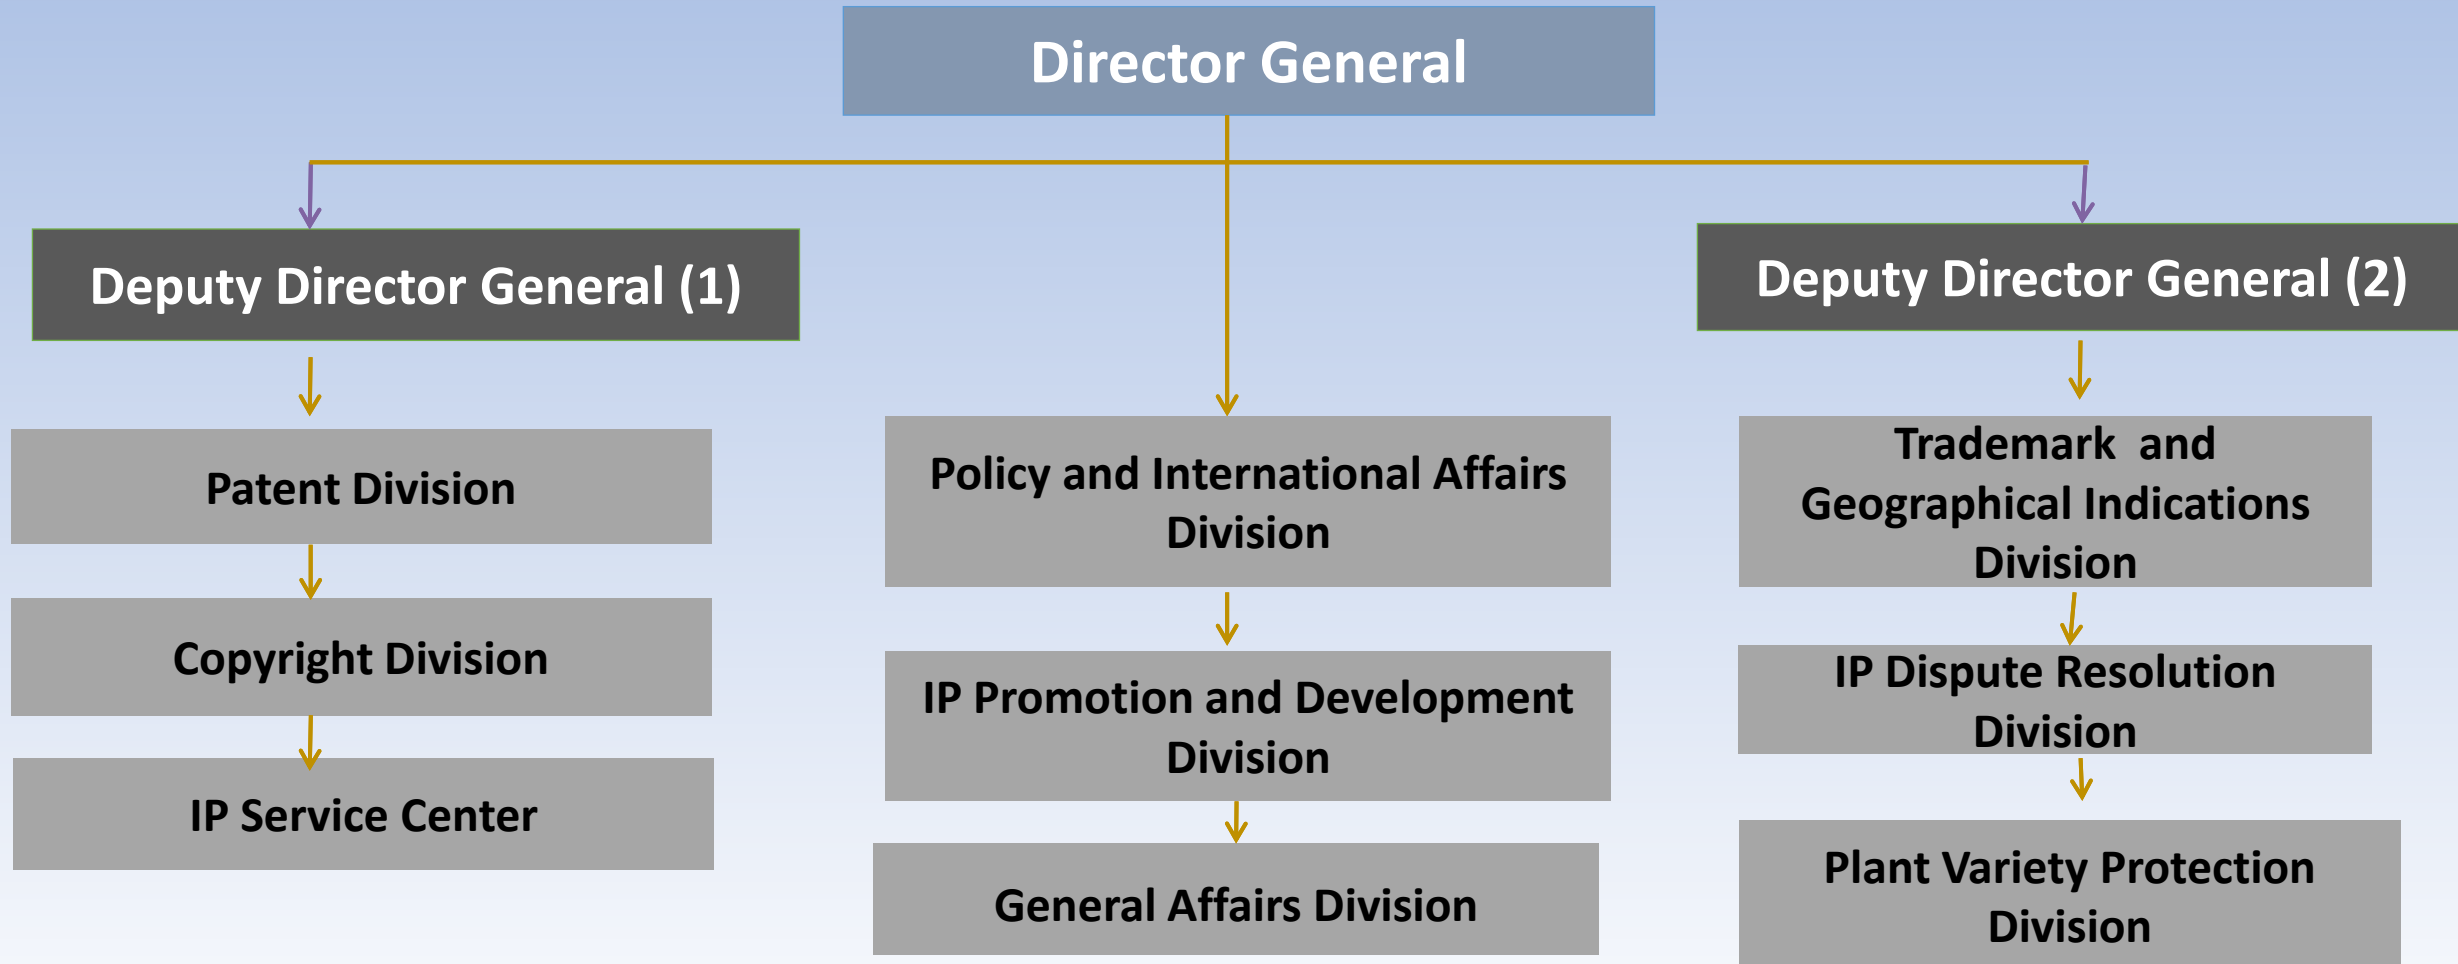 Director General
Deputy Director General (1)
Deputy Director General (2)
Patent Division
Copyright Division
IP Service Center
Policy and International Affairs
Division
IP Promotion and Development
Division
General Affairs Division
Trademark and
Geographical Indications
Division
IP Dispute Resolution
Division
Plant Variety Protection
Division